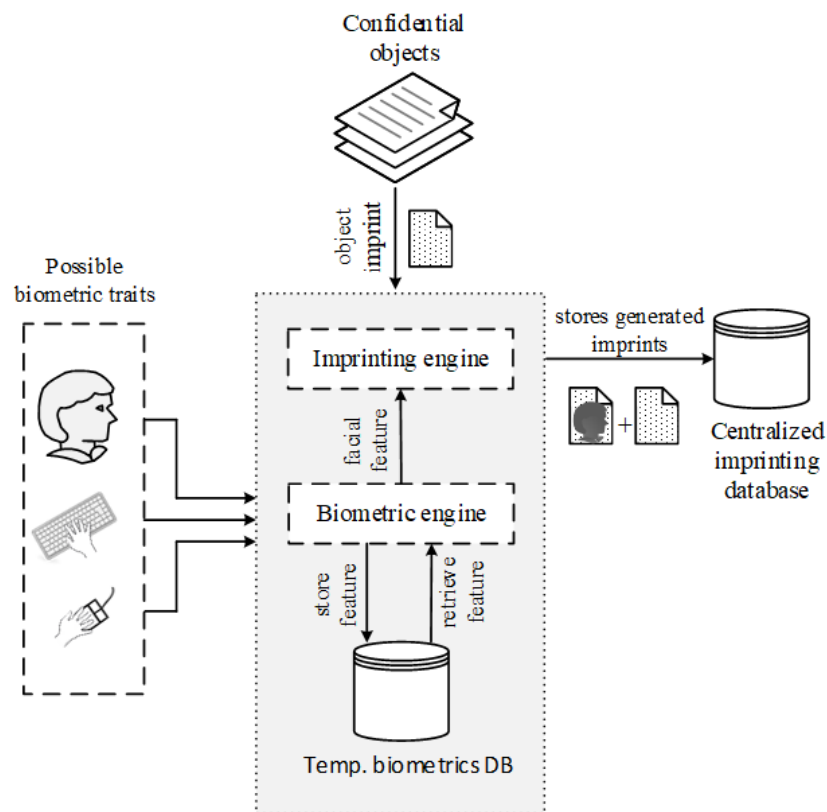 Confidential
objects
object
imprint
Possible
biometric traits
Imprinting engine
stores generated
imprints
+
facial
feature
Centralized
imprinting
database
Biometric engine
store
feature
retrieve
feature
Temp. biometrics DB